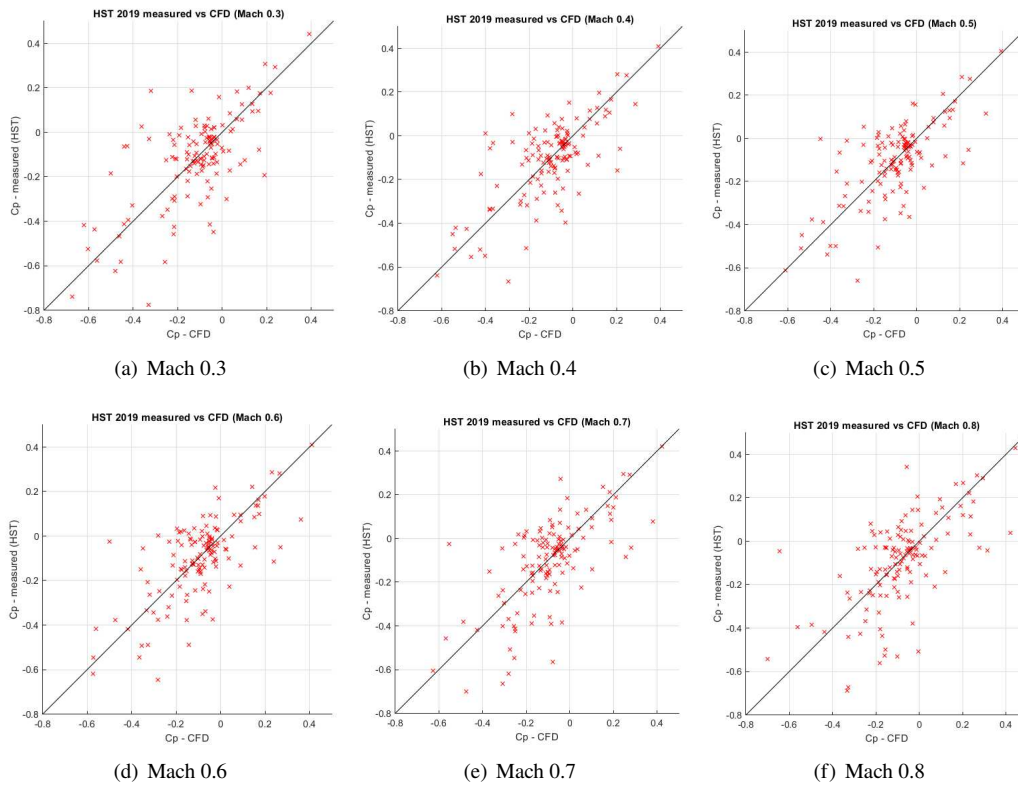 HST 2019 measured vs CFD (Mach 0.3)
0.4
0.2
0
-0.2
-0.4
-0.6
-0.8
Cp - measured (HST)
-0.8 -0.6 -0.4 -0.2 0 0.2 0.4
Cp - CFD
(a) Mach 0.3
HST 2019 measured vs CFD (Mach 0.4)
0.4
0.2
0
-0.2
-0.4
-0.6
-0.8
Cp - measured (HST)
-0.8 -0.6 -0.4 -0.2 0 0.2 0.4
Cp - CFD
(b) Mach 0.4
HST 2019 measured vs CFD (Mach 0.5)
0.4
0.2
0
-0.2
-0.4
-0.6
-0.8
Cp - measured (HST)
-0.8 -0.6 -0.4 -0.2 0 0.2 0.4
Cp - CFD
(c) Mach 0.5
HST 2019 measured vs CFD (Mach 0.6)
0.4
0.2
0
-0.2
-0.4
-0.6
-0.8
Cp - measured (HST)
-0.8 -0.6 -0.4 -0.2 0 0.2 0.4
Cp - CFD
(d) Mach 0.6
HST 2019 measured vs CFD (Mach 0.7)
0.4
0.2
0
-0.2
-0.4
-0.6
-0.8
Cp - measured (HST)
-0.8 -0.6 -0.4 -0.2 0 0.2 0.4
Cp - CFD
(e) Mach 0.7
HST 2019 measured vs CFD (Mach 0.8)
0.4
0.2
0
-0.2
-0.4
-0.6
-0.8
Cp - measured (HST)
-0.8 -0.6 -0.4 -0.2 0 0.2 0.4
Cp - CFD
(f) Mach 0.8